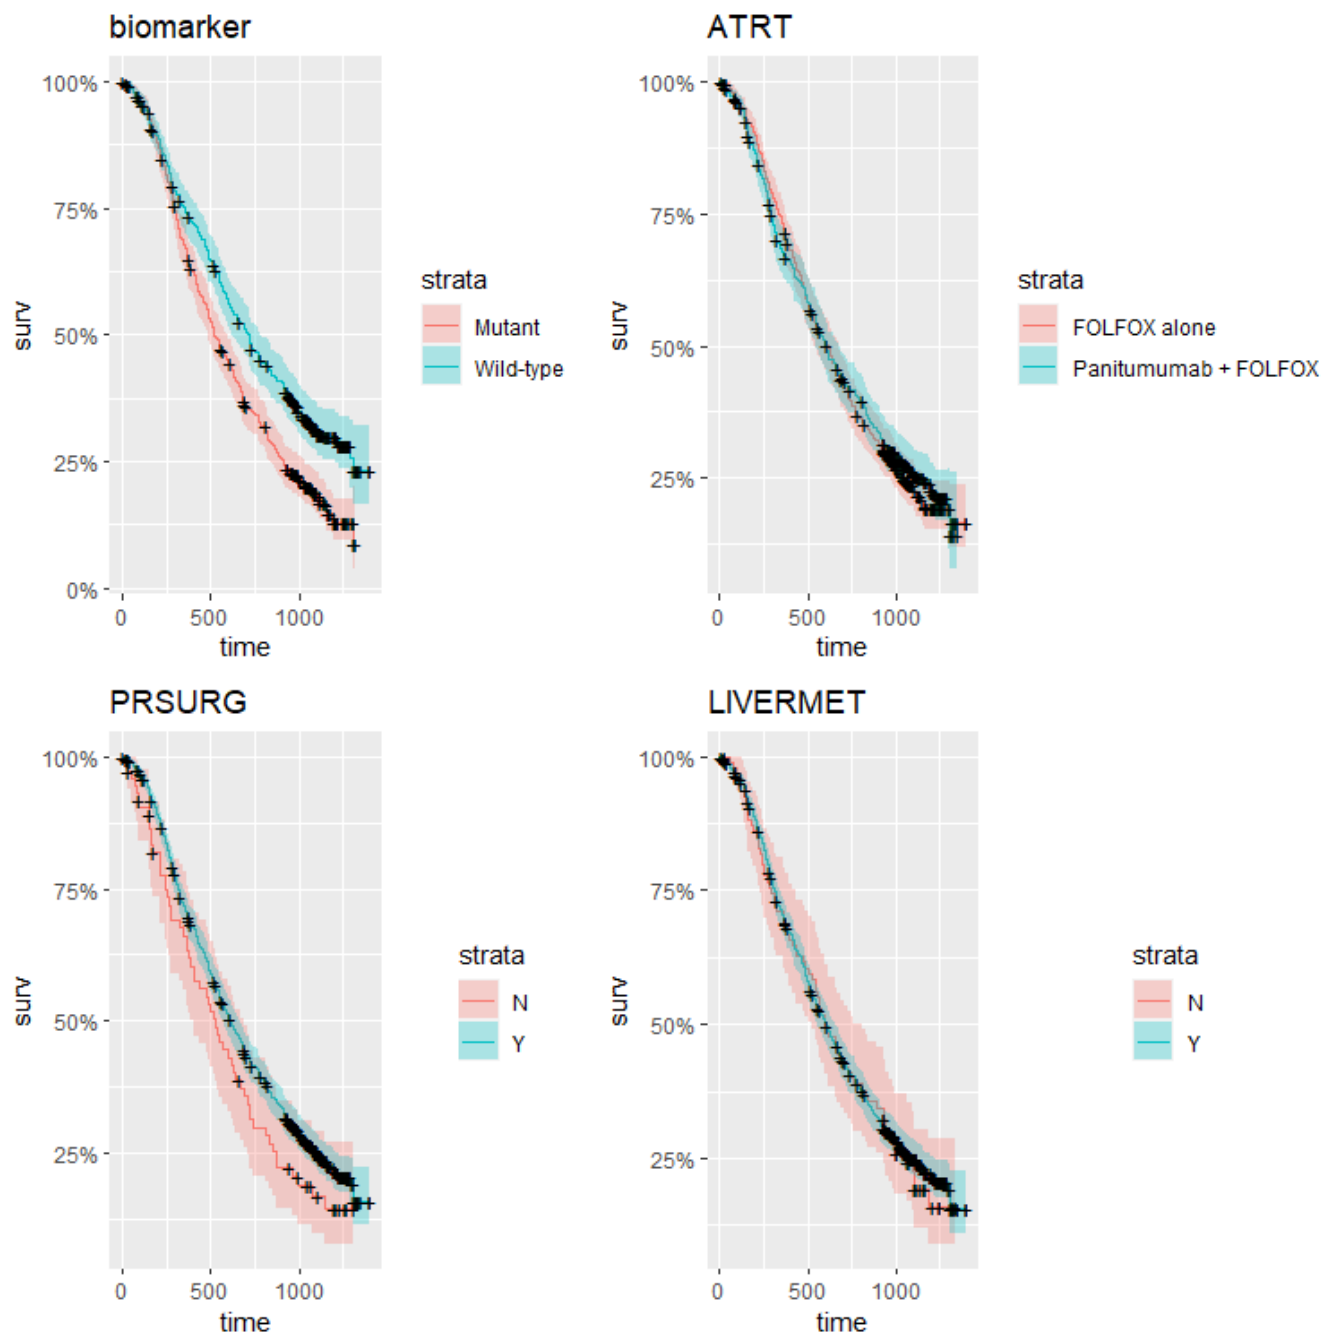 biomarker
100%
75%
50%
25%
0%
surv
0 500 1000
time
strata
Mutant
Wild-type
ATRT
100%
75%
50%
25%
surv
0 500 1000
time
strata
FOLFOX alone
Panitumumab + FOLFOX
PRSURG
100%
75%
50%
25%
surv
0 500 1000
time
strata
N
Y
LIVERMET
100%
75%
50%
25%
surv
0 500 1000
time
strata
N
Y